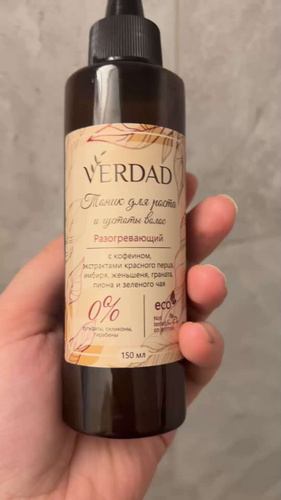 VERDAD
Тоник для роста
и густоты волос
Разогревающий
с кофеином,
экстрактами красного перца,
имбиря, женьшеня, граната,
пиона и зеленого чая
0%
сульфаты, силиконы,
парабены
eco
150 мл